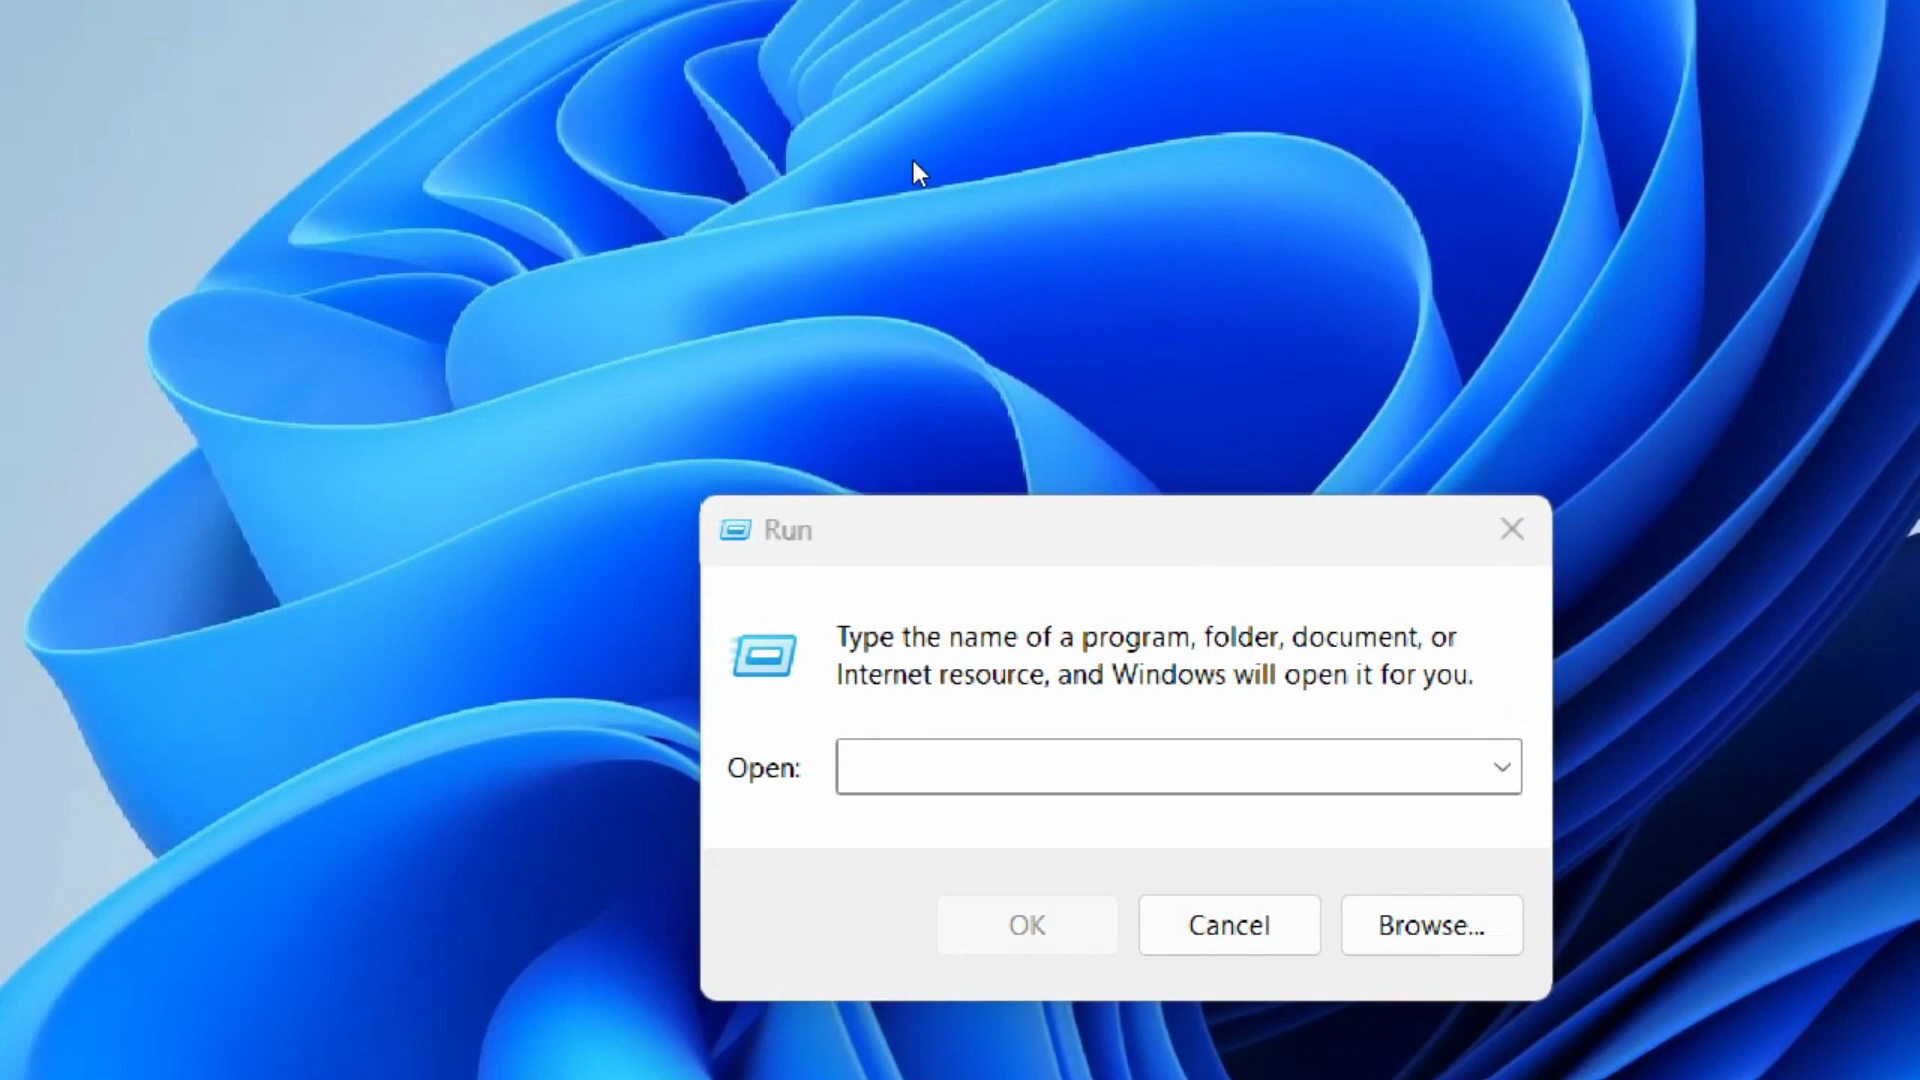 Run
Type the name of a program, folder, document, or
Internet resource, and Windows will open it for you.
Open:
OK
Cancel
Browse...